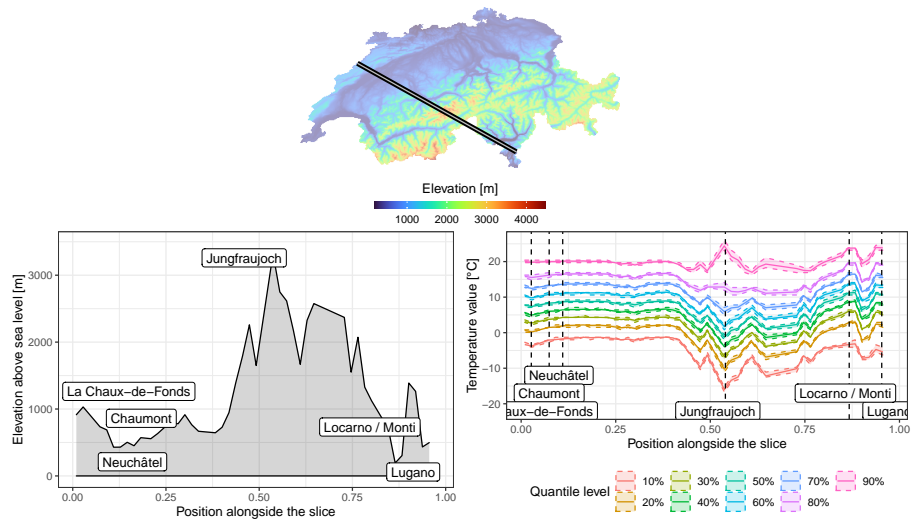 Elevation [m]
1000 2000 3000 4000
Elevation above sea level [m]
3000
2000
1000
0
Jungfraujoch
La Chaux−de−Fonds
Chaumont
Neuchâtel
Locarno / Monti
Lugano
0.00 0.25 0.50 0.75 1.00
Position alongside the slice
Temperature value [°C]
20
10
0
−10
−20
Neuchâtel
Chaumont
aux−de−Fonds
Jungfraujoch
Locarno / Monti
Lugano
0.00 0.25 0.50 0.75 1.00
Position alongside the slice
Quantile level
10% 30% 50% 70% 90%
20% 40% 60% 80%